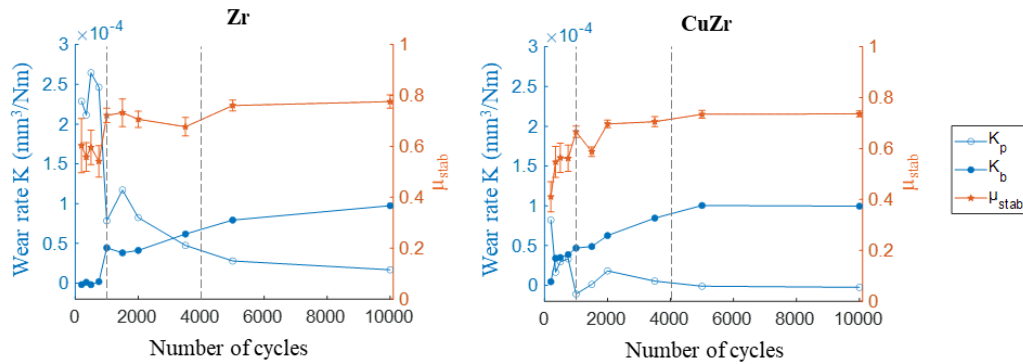 Zr
×10⁻⁴
3
2.5
2
1.5
1
0.5
0
Wear rate K (mm³/Nm)
1
0.8
0.6
0.4
0.2
0
μstab
0 2000 4000 6000 8000 10000
Number of cycles
CuZr
×10⁻⁴
3
2.5
2
1.5
1
0.5
0
Wear rate K (mm³/Nm)
1
0.8
0.6
0.4
0.2
0
μstab
0 2000 4000 6000 8000 10000
Number of cycles
Kp
Kb
μstab